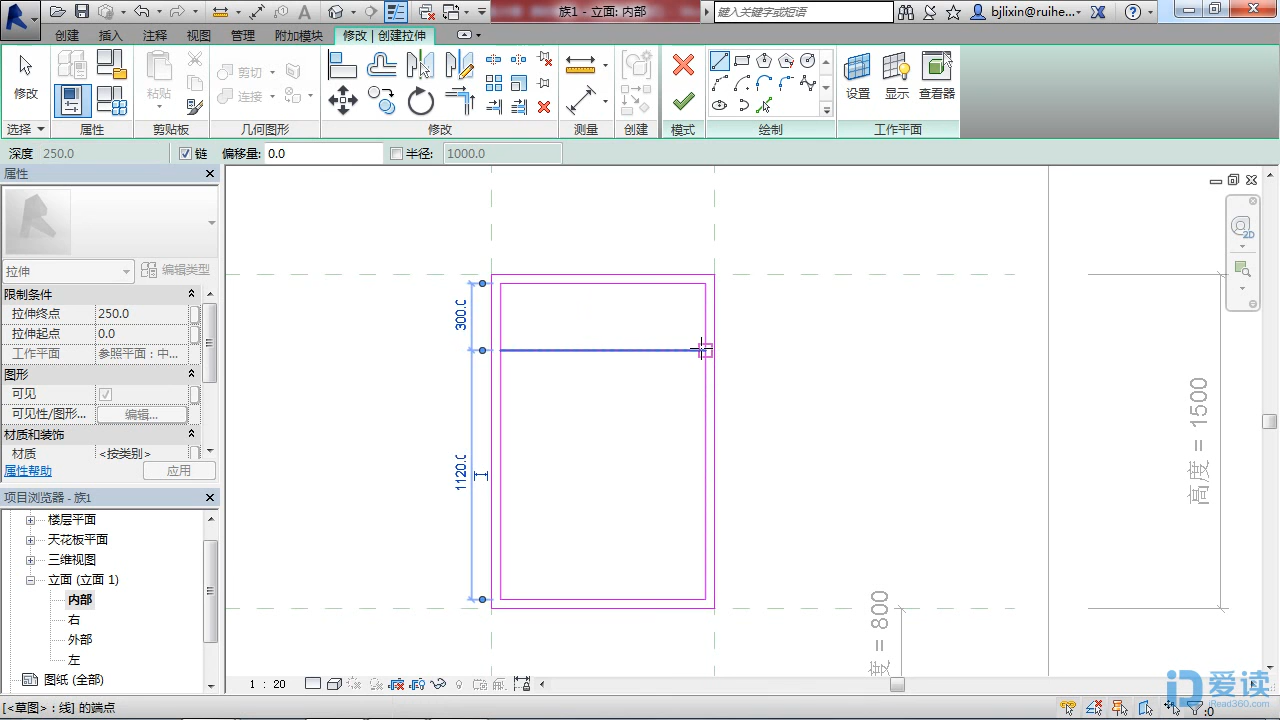 族1 - 立面: 内部
键入关键字或短语
bjlixin@ruihe...
创建
插入
注释
视图
管理
附加模块
修改 | 创建拉伸
修改
粘贴
剪切
连接
设置
显示
查看器
选择
属性
剪贴板
几何图形
修改
测量
创建
模式
绘制
工作平面
深度
250.0
链
偏移量:
0.0
半径:
1000.0
属性
拉伸
编辑类型
限制条件
拉伸终点
250.0
拉伸起点
0.0
工作平面
参照平面 : 中...
图形
可见
可见性/图形...
编辑...
材质和装饰
材质
<按类别>
属性帮助
应用
项目浏览器 - 族1
楼层平面
天花板平面
三维视图
立面 (立面 1)
内部
右
外部
左
图纸 (全部)
300.0
1120.0
高度 = 1500
度 = 800
2D
1 : 20
[<草图> : 线] 的端点
:0
iD爱读
iRead360.com